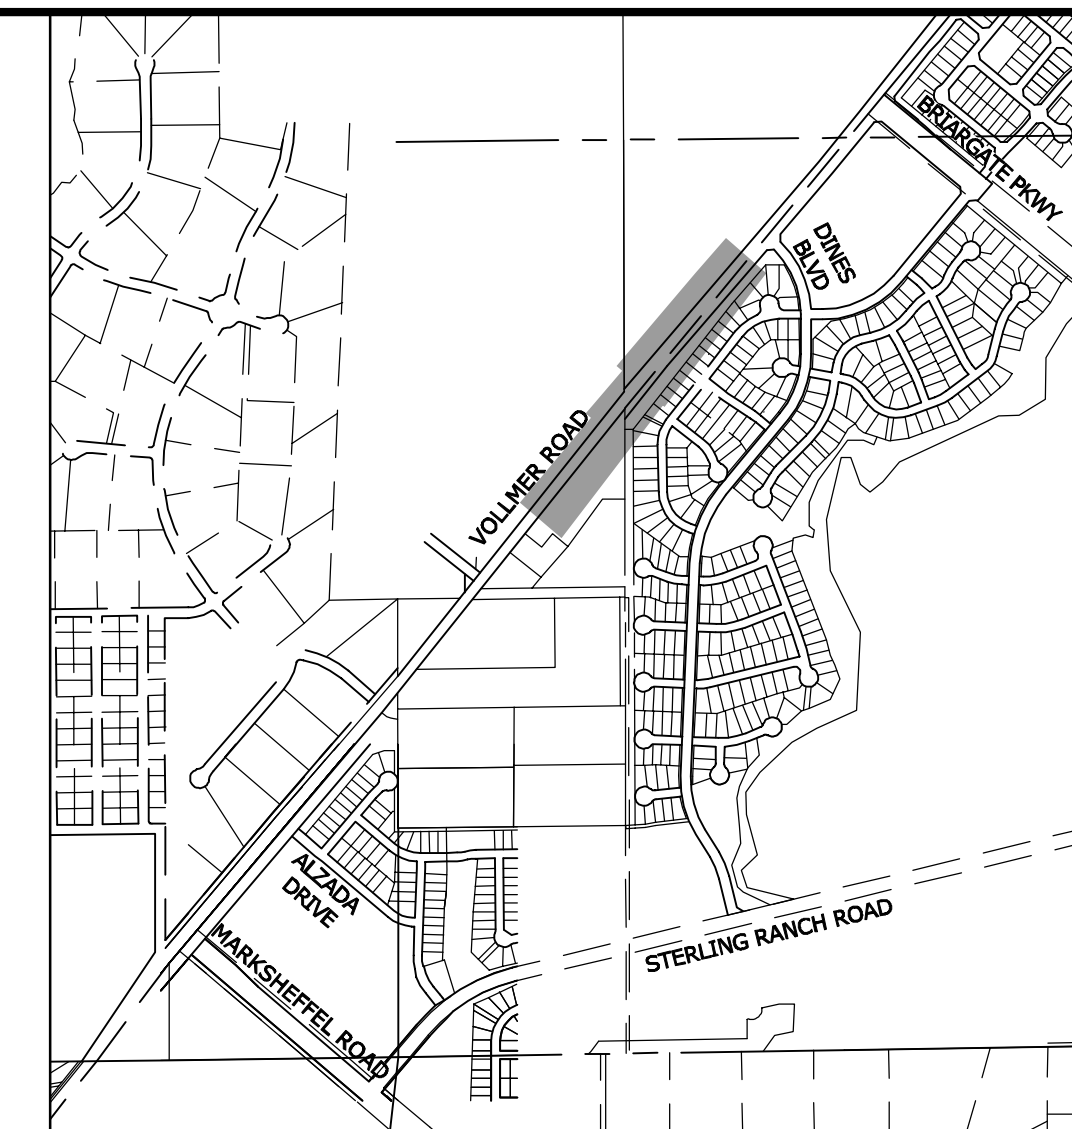 BRIARGATE PKWY
DINES
BLVD
VOLLMER ROAD
ALZADA
DRIVE
STERLING RANCH ROAD
MARKSHEFFEL ROAD